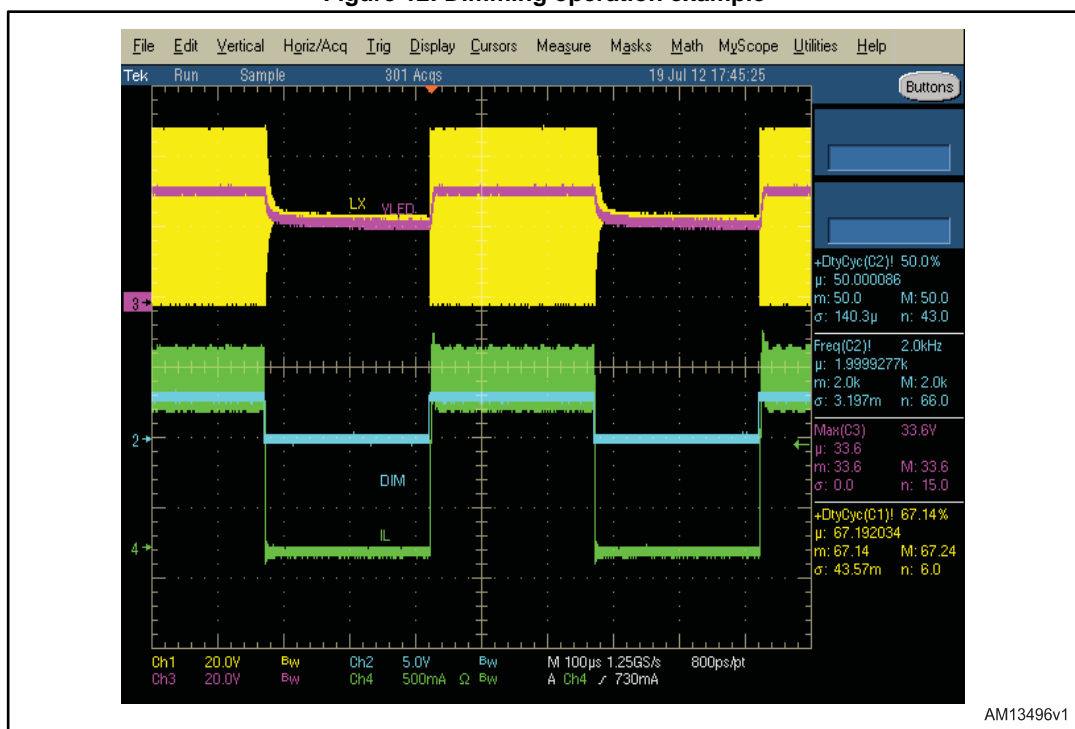 Figure 12. Dimming operation example
File Edit Vertical Horiz/Acq Trig Display Cursors Measure Masks Math MyScope Utilities Help
Tek Run Sample 301 Acqs 19 Jul 12 17:45:25
Buttons
LX VLED
3
2
DIM
IL
4
+DtyCyc(C2)! 50.0%
µ: 50.000086
m: 50.0 M: 50.0
σ: 140.3µ n: 43.0
Freq(C2)! 2.0kHz
µ: 1.9999277k
m: 2.0k M: 2.0k
σ: 3.197m n: 66.0
Max(C3) 33.6V
µ: 33.6
m: 33.6 M: 33.6
σ: 0.0 n: 15.0
+DtyCyc(C1)! 67.14%
µ: 67.192034
m: 67.14 M: 67.24
σ: 43.57m n: 6.0
Ch1 20.0V Bw Ch2 5.0V Bw M 100µs 1.25GS/s 800ps/pt
Ch3 20.0V Bw Ch4 500mA Ω Bw A Ch4 / 730mA
AM13496v1